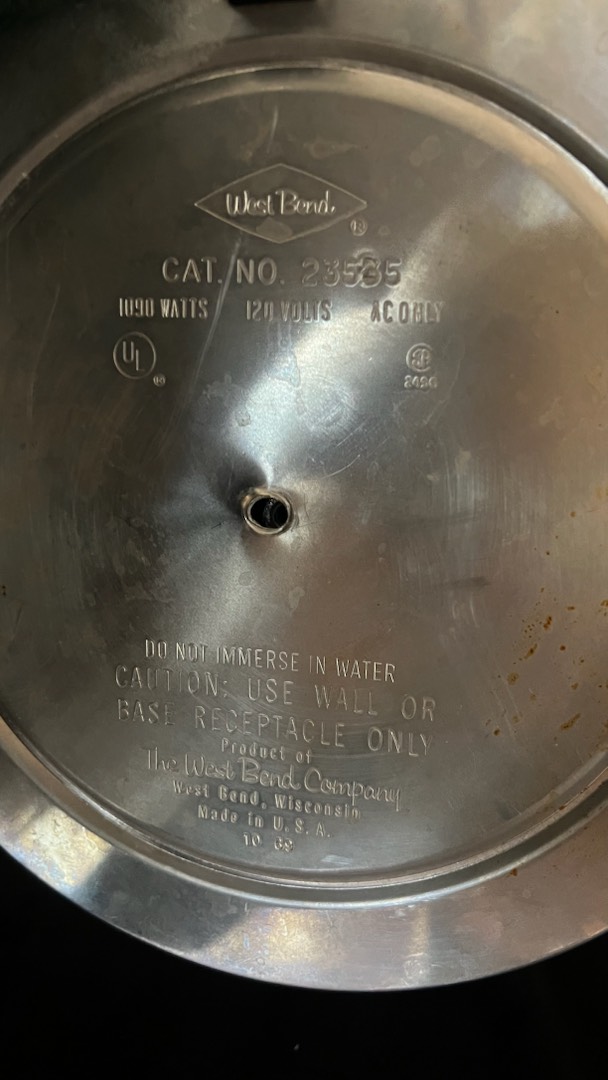 West Bend
®
CAT. NO. 23535
1090 WATTS 120 VOLTS AC ONLY
UL ®
2494
DO NOT IMMERSE IN WATER
CAUTION: USE WALL OR
BASE RECEPTACLE ONLY
Product of
The West Bend Company
West Bend, Wisconsin
Made in U.S.A.